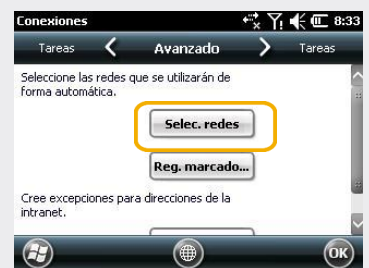 Conexiones 8:33
Tareas Avanzado Tareas
Seleccione las redes que se utilizarán de
forma automática.
Selec. redes
Reg. marcado...
Cree excepciones para direcciones de la
intranet.
OK